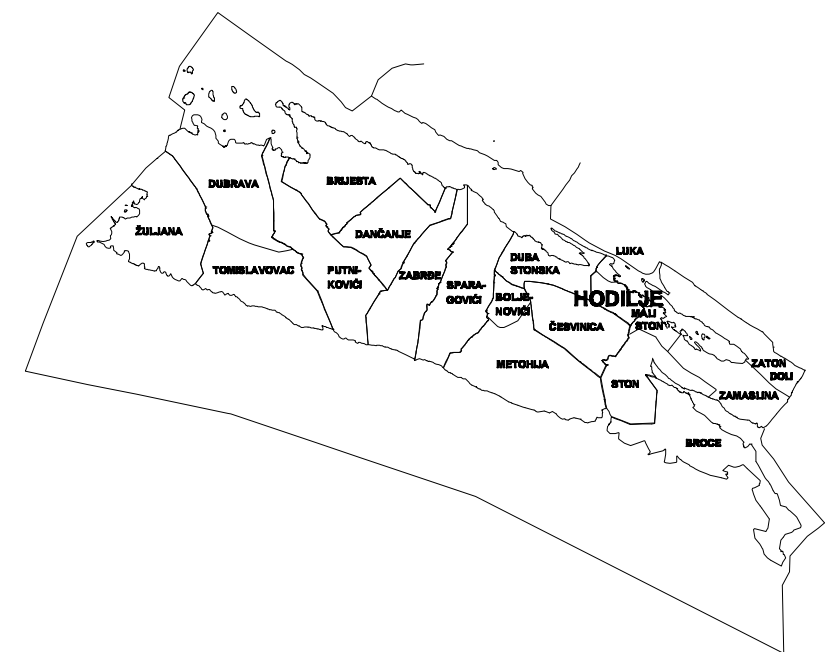 DUBRAVA
BRIJESTA
ŽULJANA
DANČANJE
TOMISLAVOVAC
PUTNI-
KOVIĆI
ZABRĐE
SPARA-
GOVIĆI
DUBA
STONSKA
LUKA
BOLJE-
NOVIĆI
HODILJE
MALI
STON
ČESVINICA
METOHIJA
STON
ZATON
DOLI
ZAMASLINA
BROCE